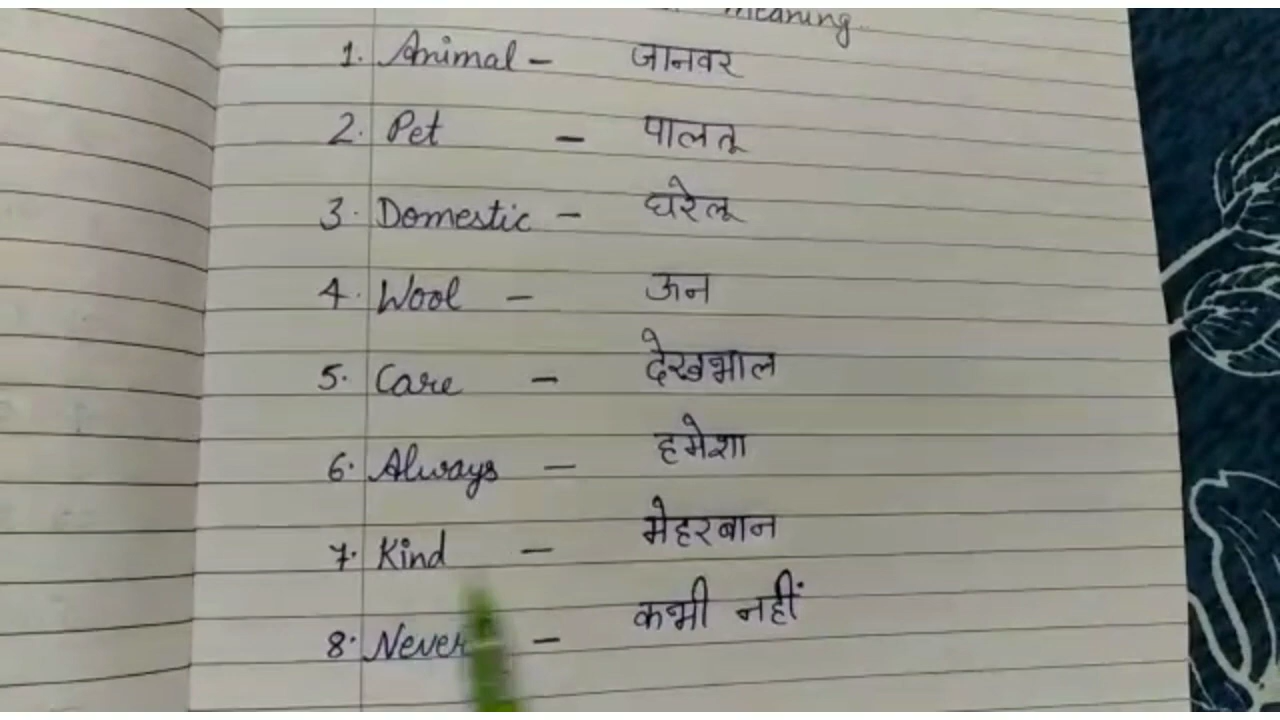 meaning
1. Animal - जानवर
2. Pet - पालतू
3. Domestic - घरेलू
4. Wool - ऊन
5. Care - देखभाल
6. Always - हमेशा
7. Kind - मेहरबान
8. Never - कभी नहीं